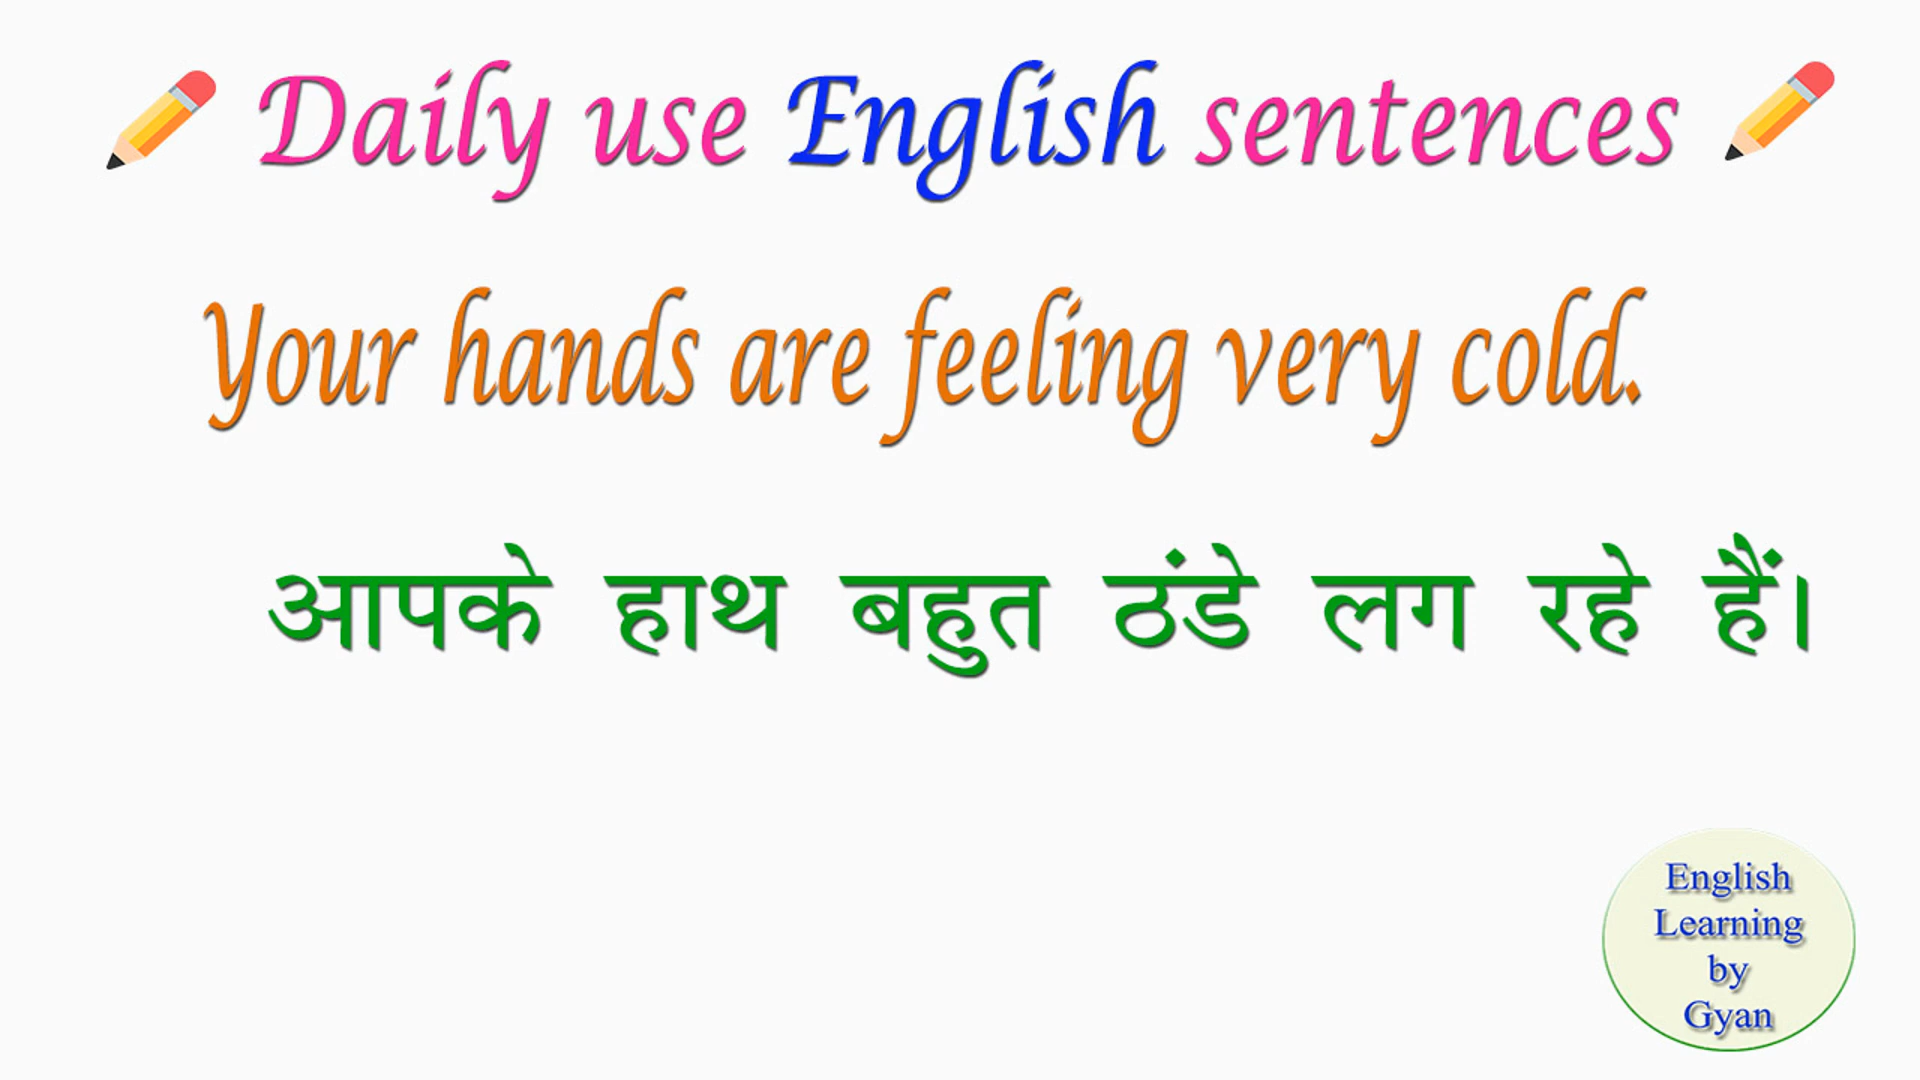 Daily use English sentences
Your hands are feeling very cold.
आपके हाथ बहुत ठंडे लग रहे हैं।
English
Learning
by
Gyan